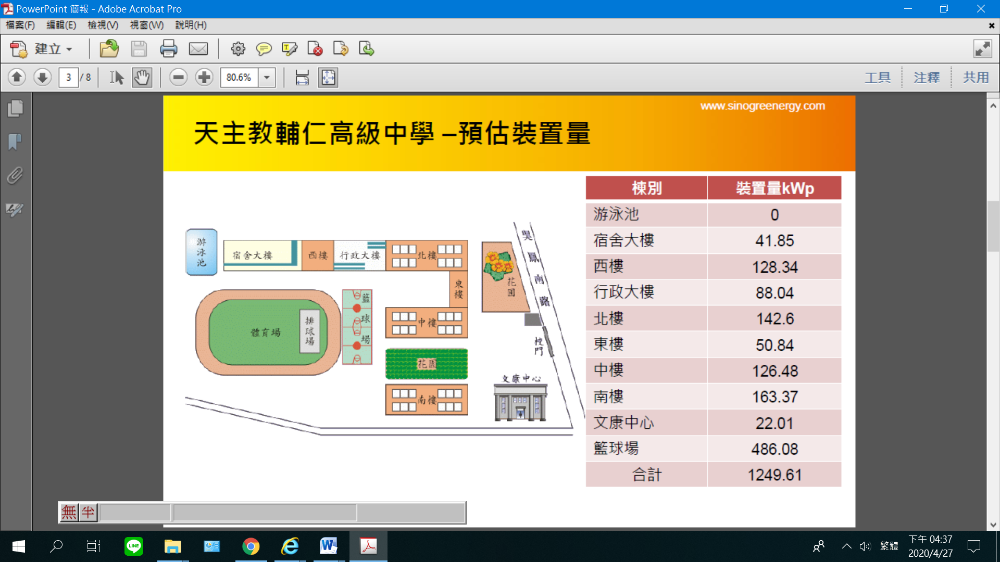 PowerPoint 簡報 - Adobe Acrobat Pro
檔案(F) 編輯(E) 檢視(V) 視窗(W) 說明(H)
建立
3 / 8 80.6% 工具 注釋 共用
www.sinogreenergy.com
天主教輔仁高級中學 –預估裝置量
棟別 裝置量kWp
游泳池 0
宿舍大樓 41.85
西樓 128.34
行政大樓 88.04
北樓 142.6
東樓 50.84
中樓 126.48
南樓 163.37
文康中心 22.01
籃球場 486.08
合計 1249.61
游泳池
宿舍大樓
西樓
行政大樓
北樓
東樓
花圃
吳鳳南路
體育場
排球場
籃球場
中樓
校門
花圃
文康中心
南樓
無 半
LINE
繁體
下午 04:37
2020/4/27